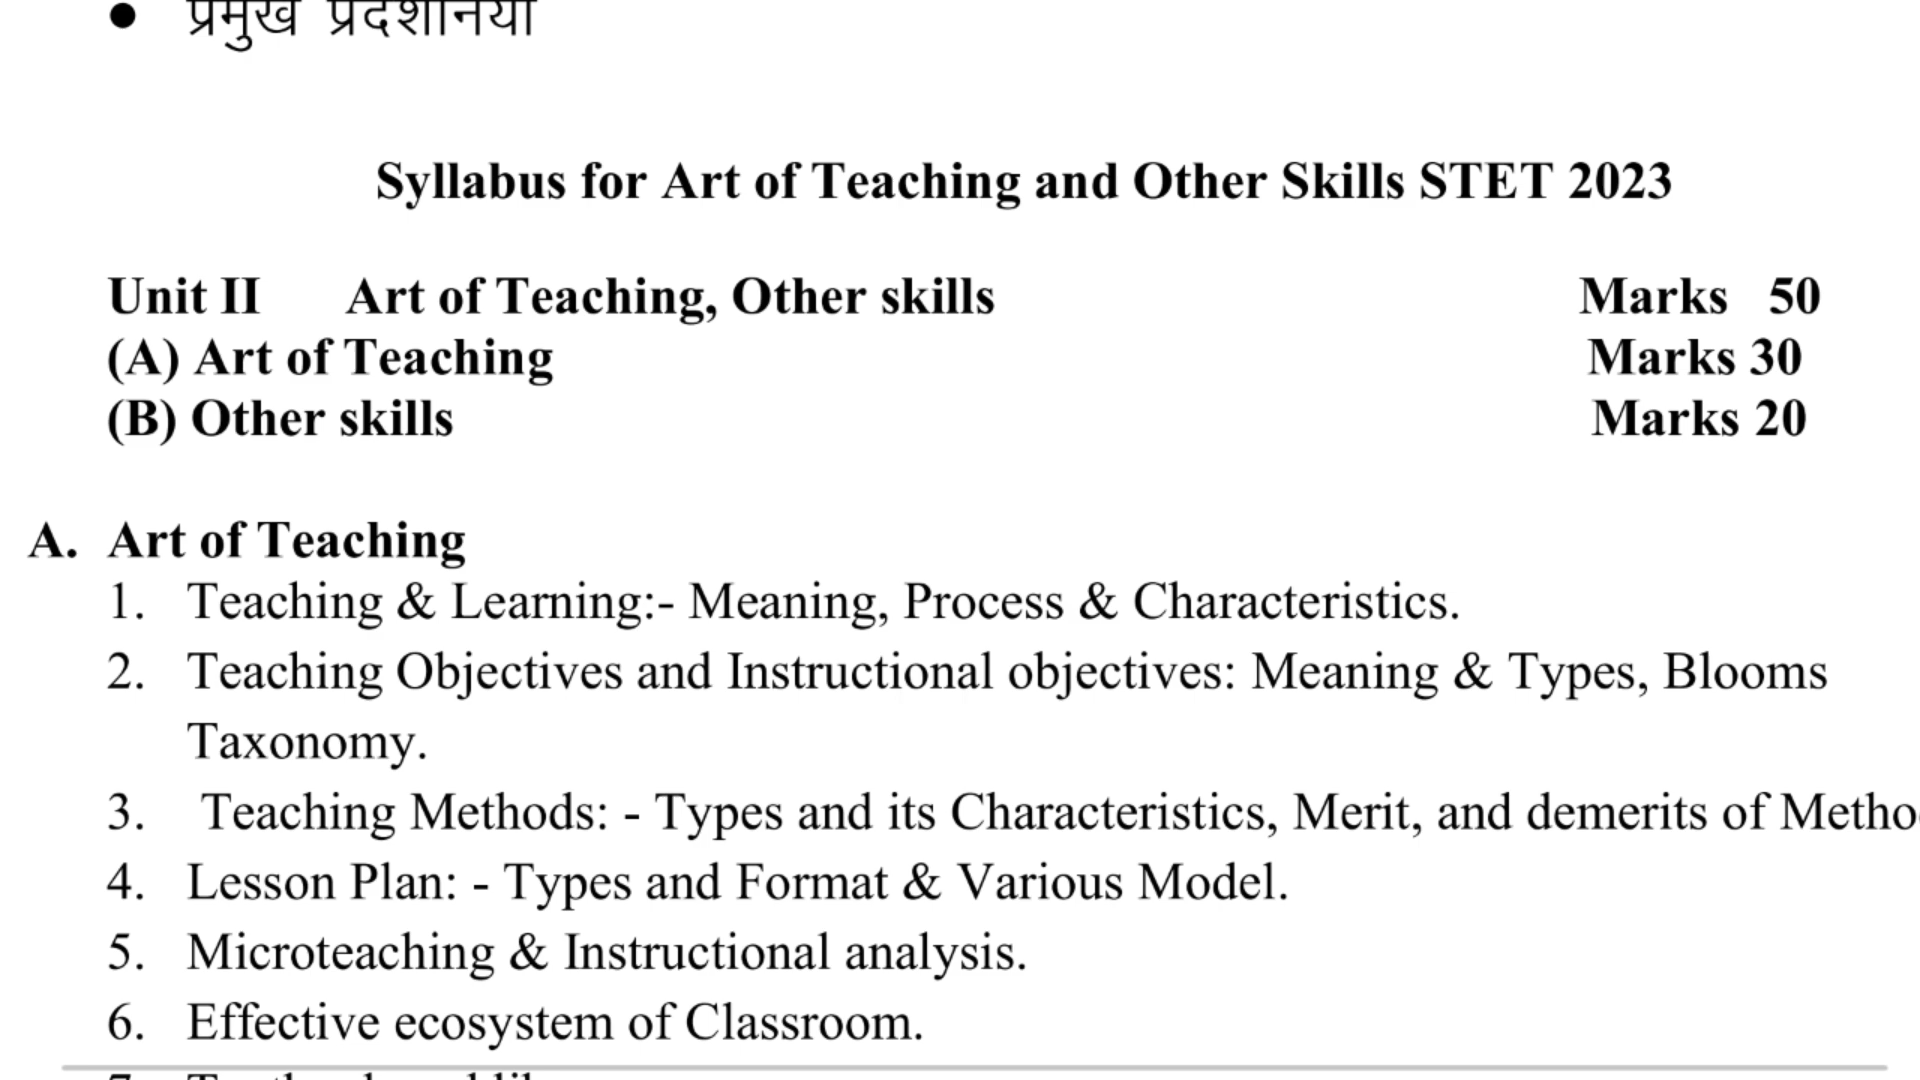 ● प्रमुख
Syllabus for Art of Teaching and Other Skills STET 2023
Unit II Art of Teaching, Other skills Marks 50
(A) Art of Teaching Marks 30
(B) Other skills Marks 20
A. Art of Teaching
1. Teaching & Learning:- Meaning, Process & Characteristics.
2. Teaching Objectives and Instructional objectives: Meaning & Types, Blooms
Taxonomy.
3. Teaching Methods: - Types and its Characteristics, Merit, and demerits of Metho
4. Lesson Plan: - Types and Format & Various Model.
5. Microteaching & Instructional analysis.
6. Effective ecosystem of Classroom.